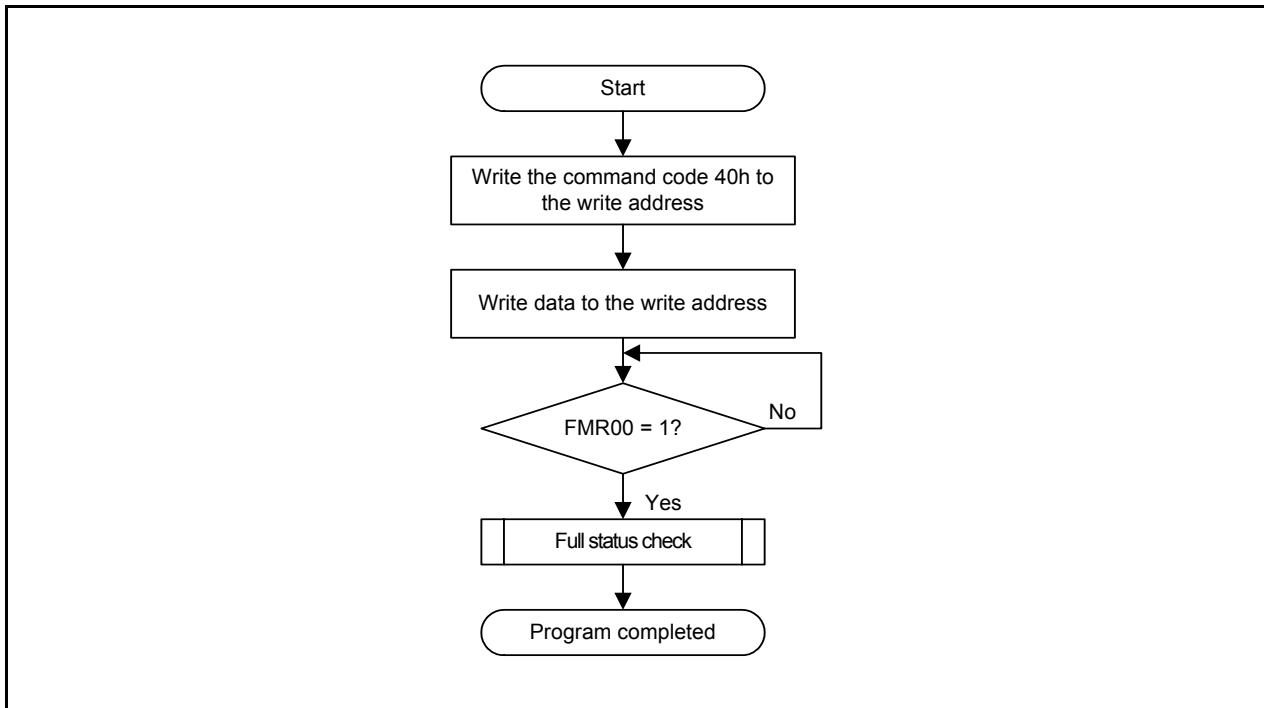 Start
Write the command code 40h to
the write address
Write data to the write address
FMR00 = 1?
No
Yes
Full status check
Program completed